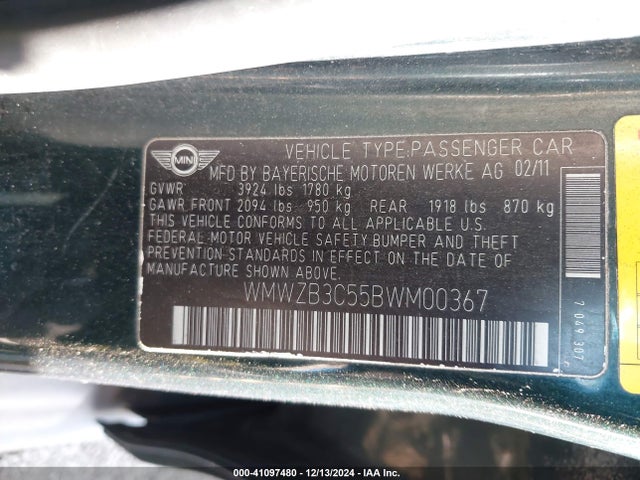 MINI
VEHICLE TYPE:PASSENGER CAR
MFD BY BAYERISCHE MOTOREN WERKE AG 02/11
GVWR 3924 lbs 1780 kg
GAWR FRONT 2094 lbs 950 kg REAR 1918 lbs 870 kg
THIS VEHICLE CONFORMS TO ALL APPLICABLE U.S.
FEDERAL MOTOR VEHICLE SAFETY,BUMPER AND THEFT
PREVENTION STANDARDS IN EFFECT ON THE DATE OF
MANUFACTURE SHOWN ABOVE.
WMWZB3C55BWM00367
7 049 307
000-41097480 - 12/13/2024 - IAA Inc.